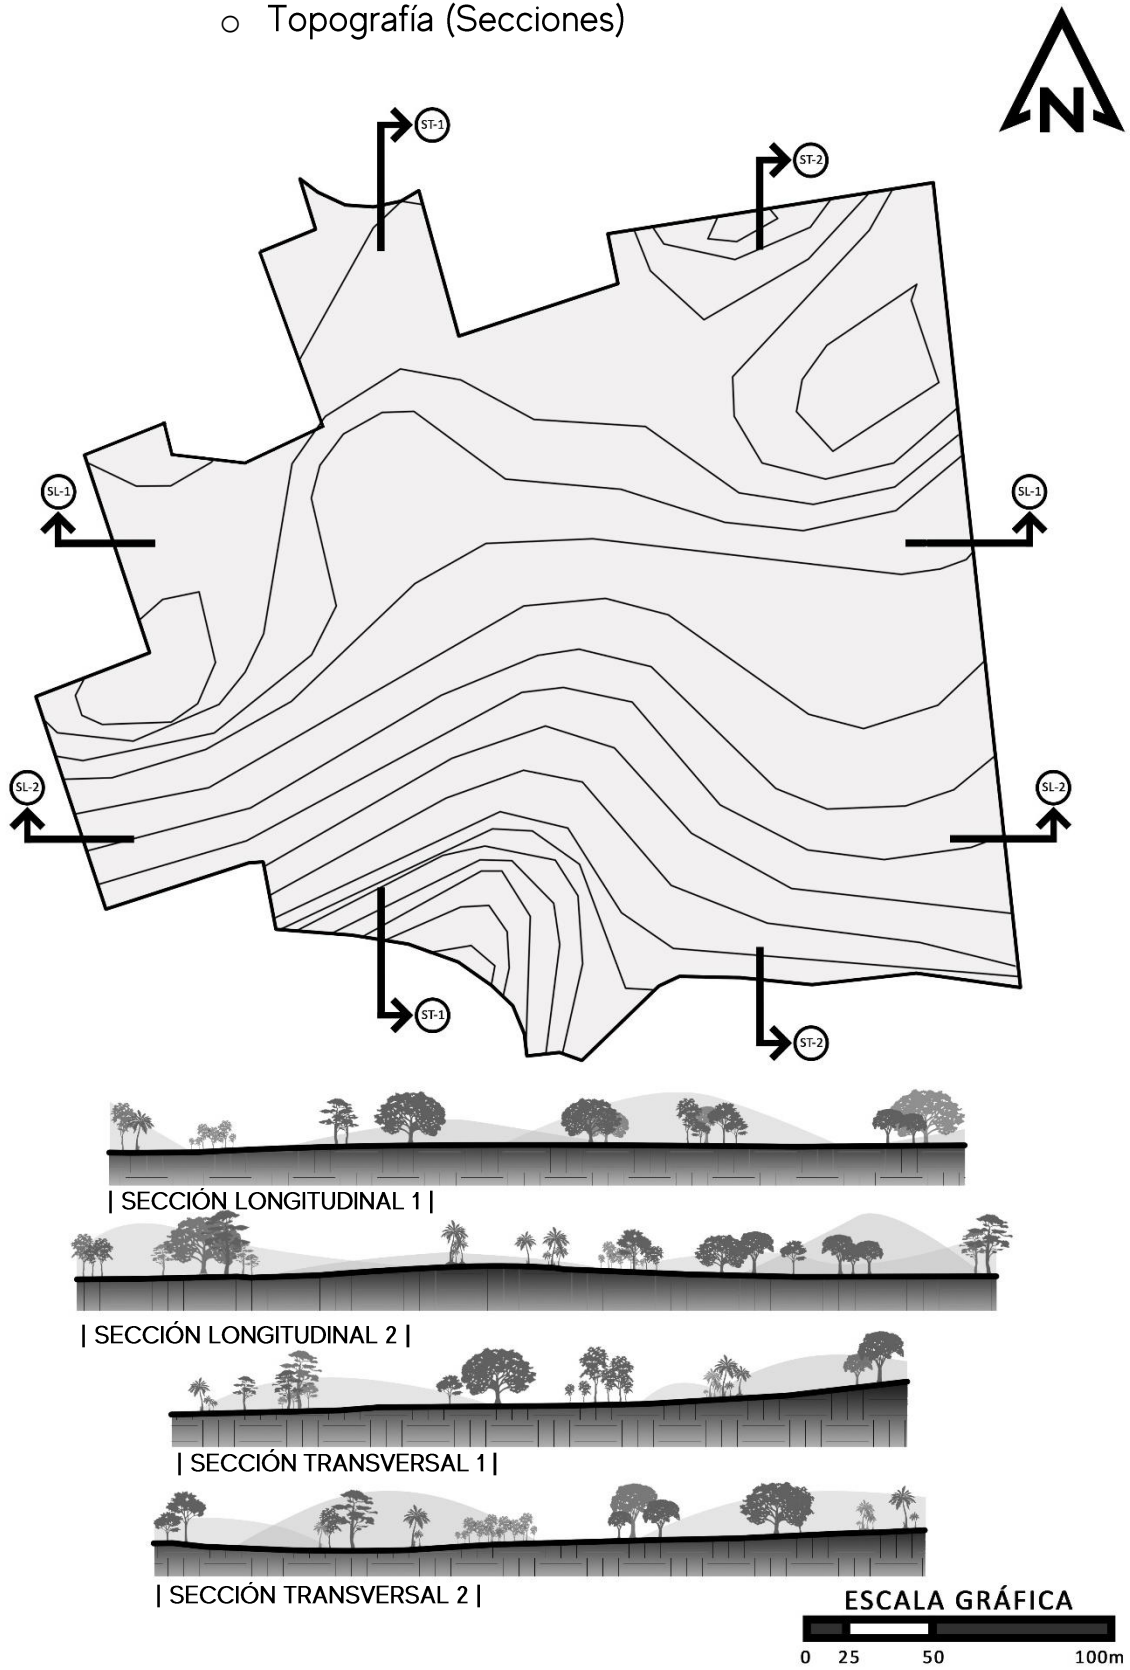 ○ Topografía (Secciones)
N
ST-1
ST-2
SL-1
SL-1
SL-2
SL-2
ST-1
ST-2
| SECCIÓN LONGITUDINAL 1 |
| SECCIÓN LONGITUDINAL 2 |
| SECCIÓN TRANSVERSAL 1 |
| SECCIÓN TRANSVERSAL 2 |
ESCALA GRÁFICA
0 25 50 100m